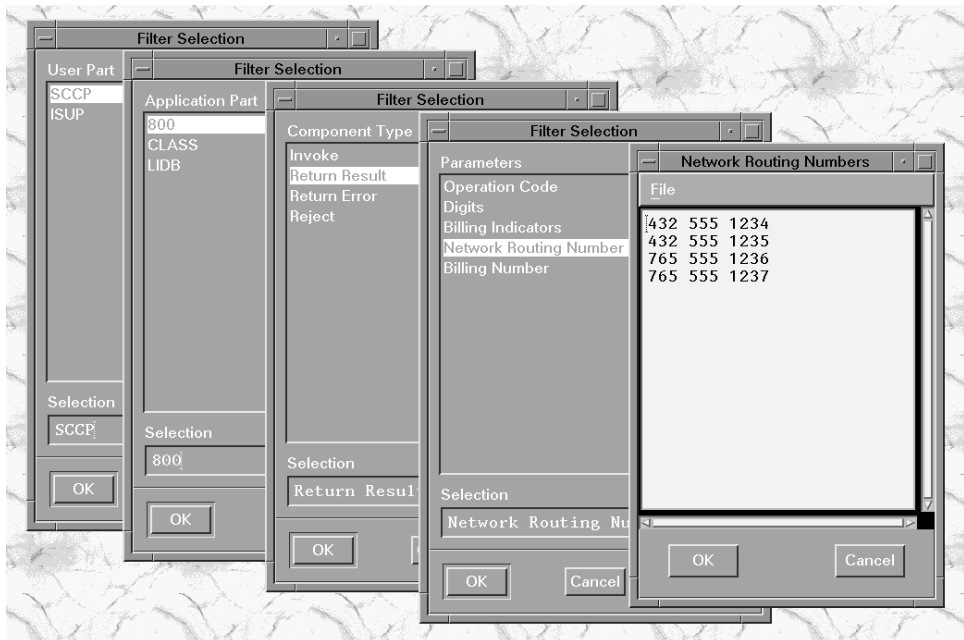 Filter Selection
User Part
SCCP
ISUP
Selection
SCCP
OK
Filter Selection
Application Part
800
CLASS
LIDB
Selection
800
OK
Filter Selection
Component Type
Invoke
Return Result
Return Error
Reject
Selection
Return Resul
OK
Filter Selection
Parameters
Operation Code
Digits
Billing Indicators
Network Routing Number
Billing Number
Selection
Network Routing Nu
OK Cancel
Network Routing Numbers
File
432 555 1234
432 555 1235
765 555 1236
765 555 1237
OK Cancel